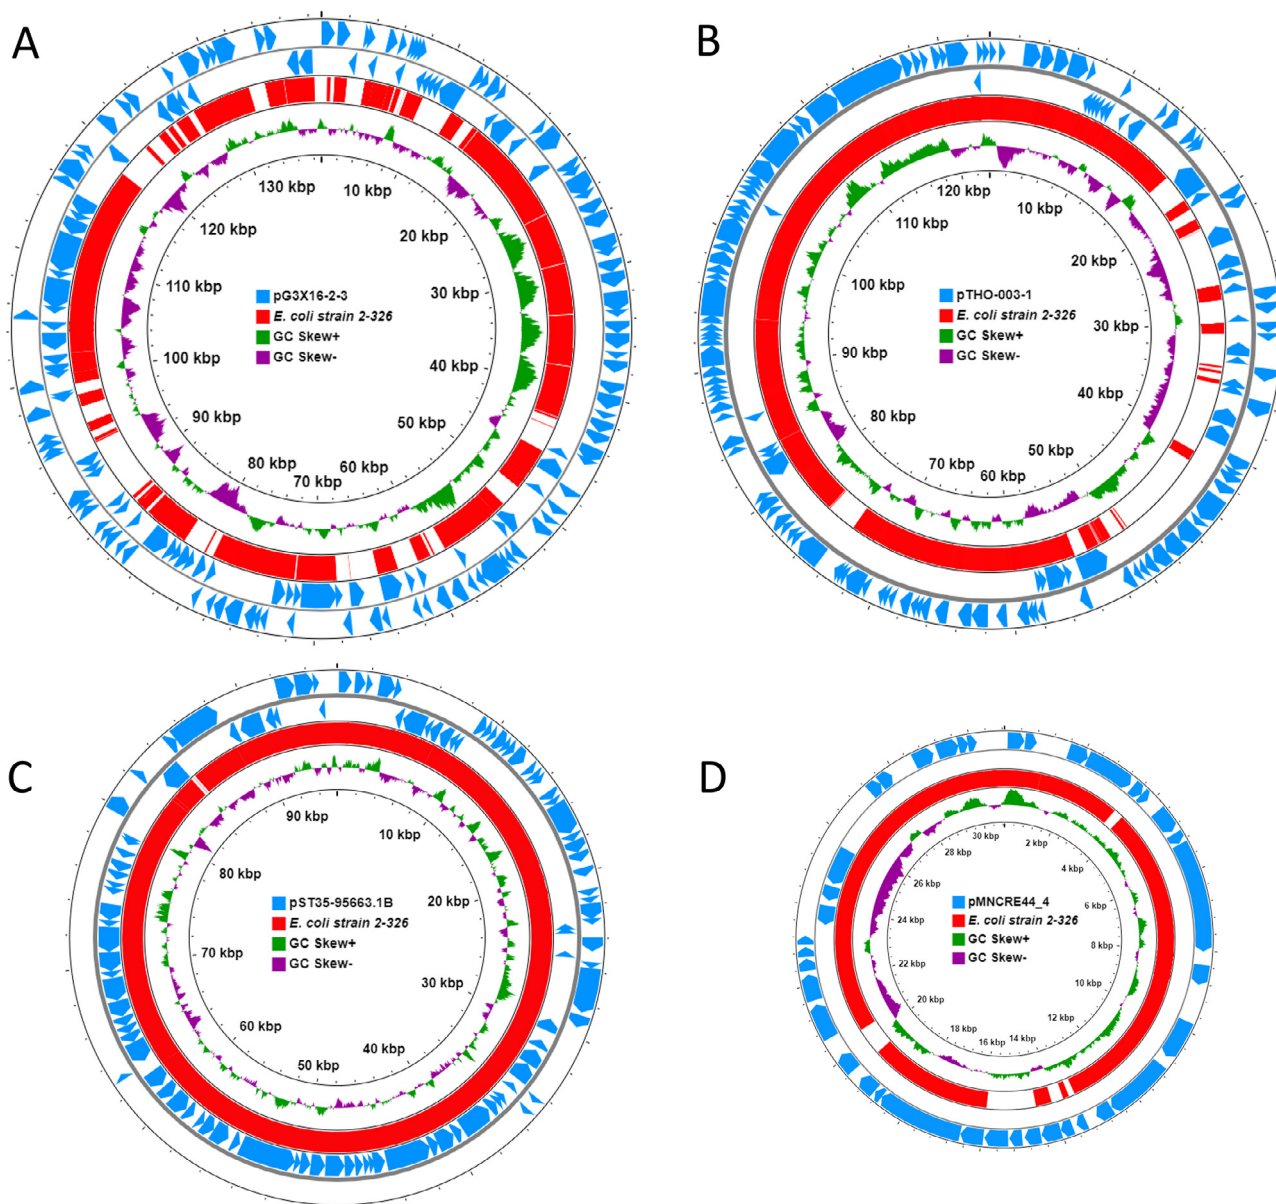 A
130 kbp
10 kbp
120 kbp
20 kbp
110 kbp
30 kbp
pG3X16-2-3
E. coli strain 2-326
GC Skew+
GC Skew-
100 kbp
40 kbp
90 kbp
50 kbp
80 kbp
60 kbp
70 kbp
B
120 kbp
10 kbp
110 kbp
20 kbp
100 kbp
pTHO-003-1
E. coli strain 2-326
GC Skew+
GC Skew-
30 kbp
90 kbp
40 kbp
80 kbp
50 kbp
70 kbp
60 kbp
C
90 kbp
10 kbp
80 kbp
20 kbp
pST35-95663.1B
E. coli strain 2-326
GC Skew+
GC Skew-
70 kbp
30 kbp
60 kbp
40 kbp
50 kbp
D
30 kbp
2 kbp
28 kbp
4 kbp
26 kbp
6 kbp
pMNCRE44_4
E. coli strain 2-326
GC Skew+
GC Skew-
24 kbp
8 kbp
22 kbp
10 kbp
20 kbp
12 kbp
18 kbp
14 kbp
16 kbp